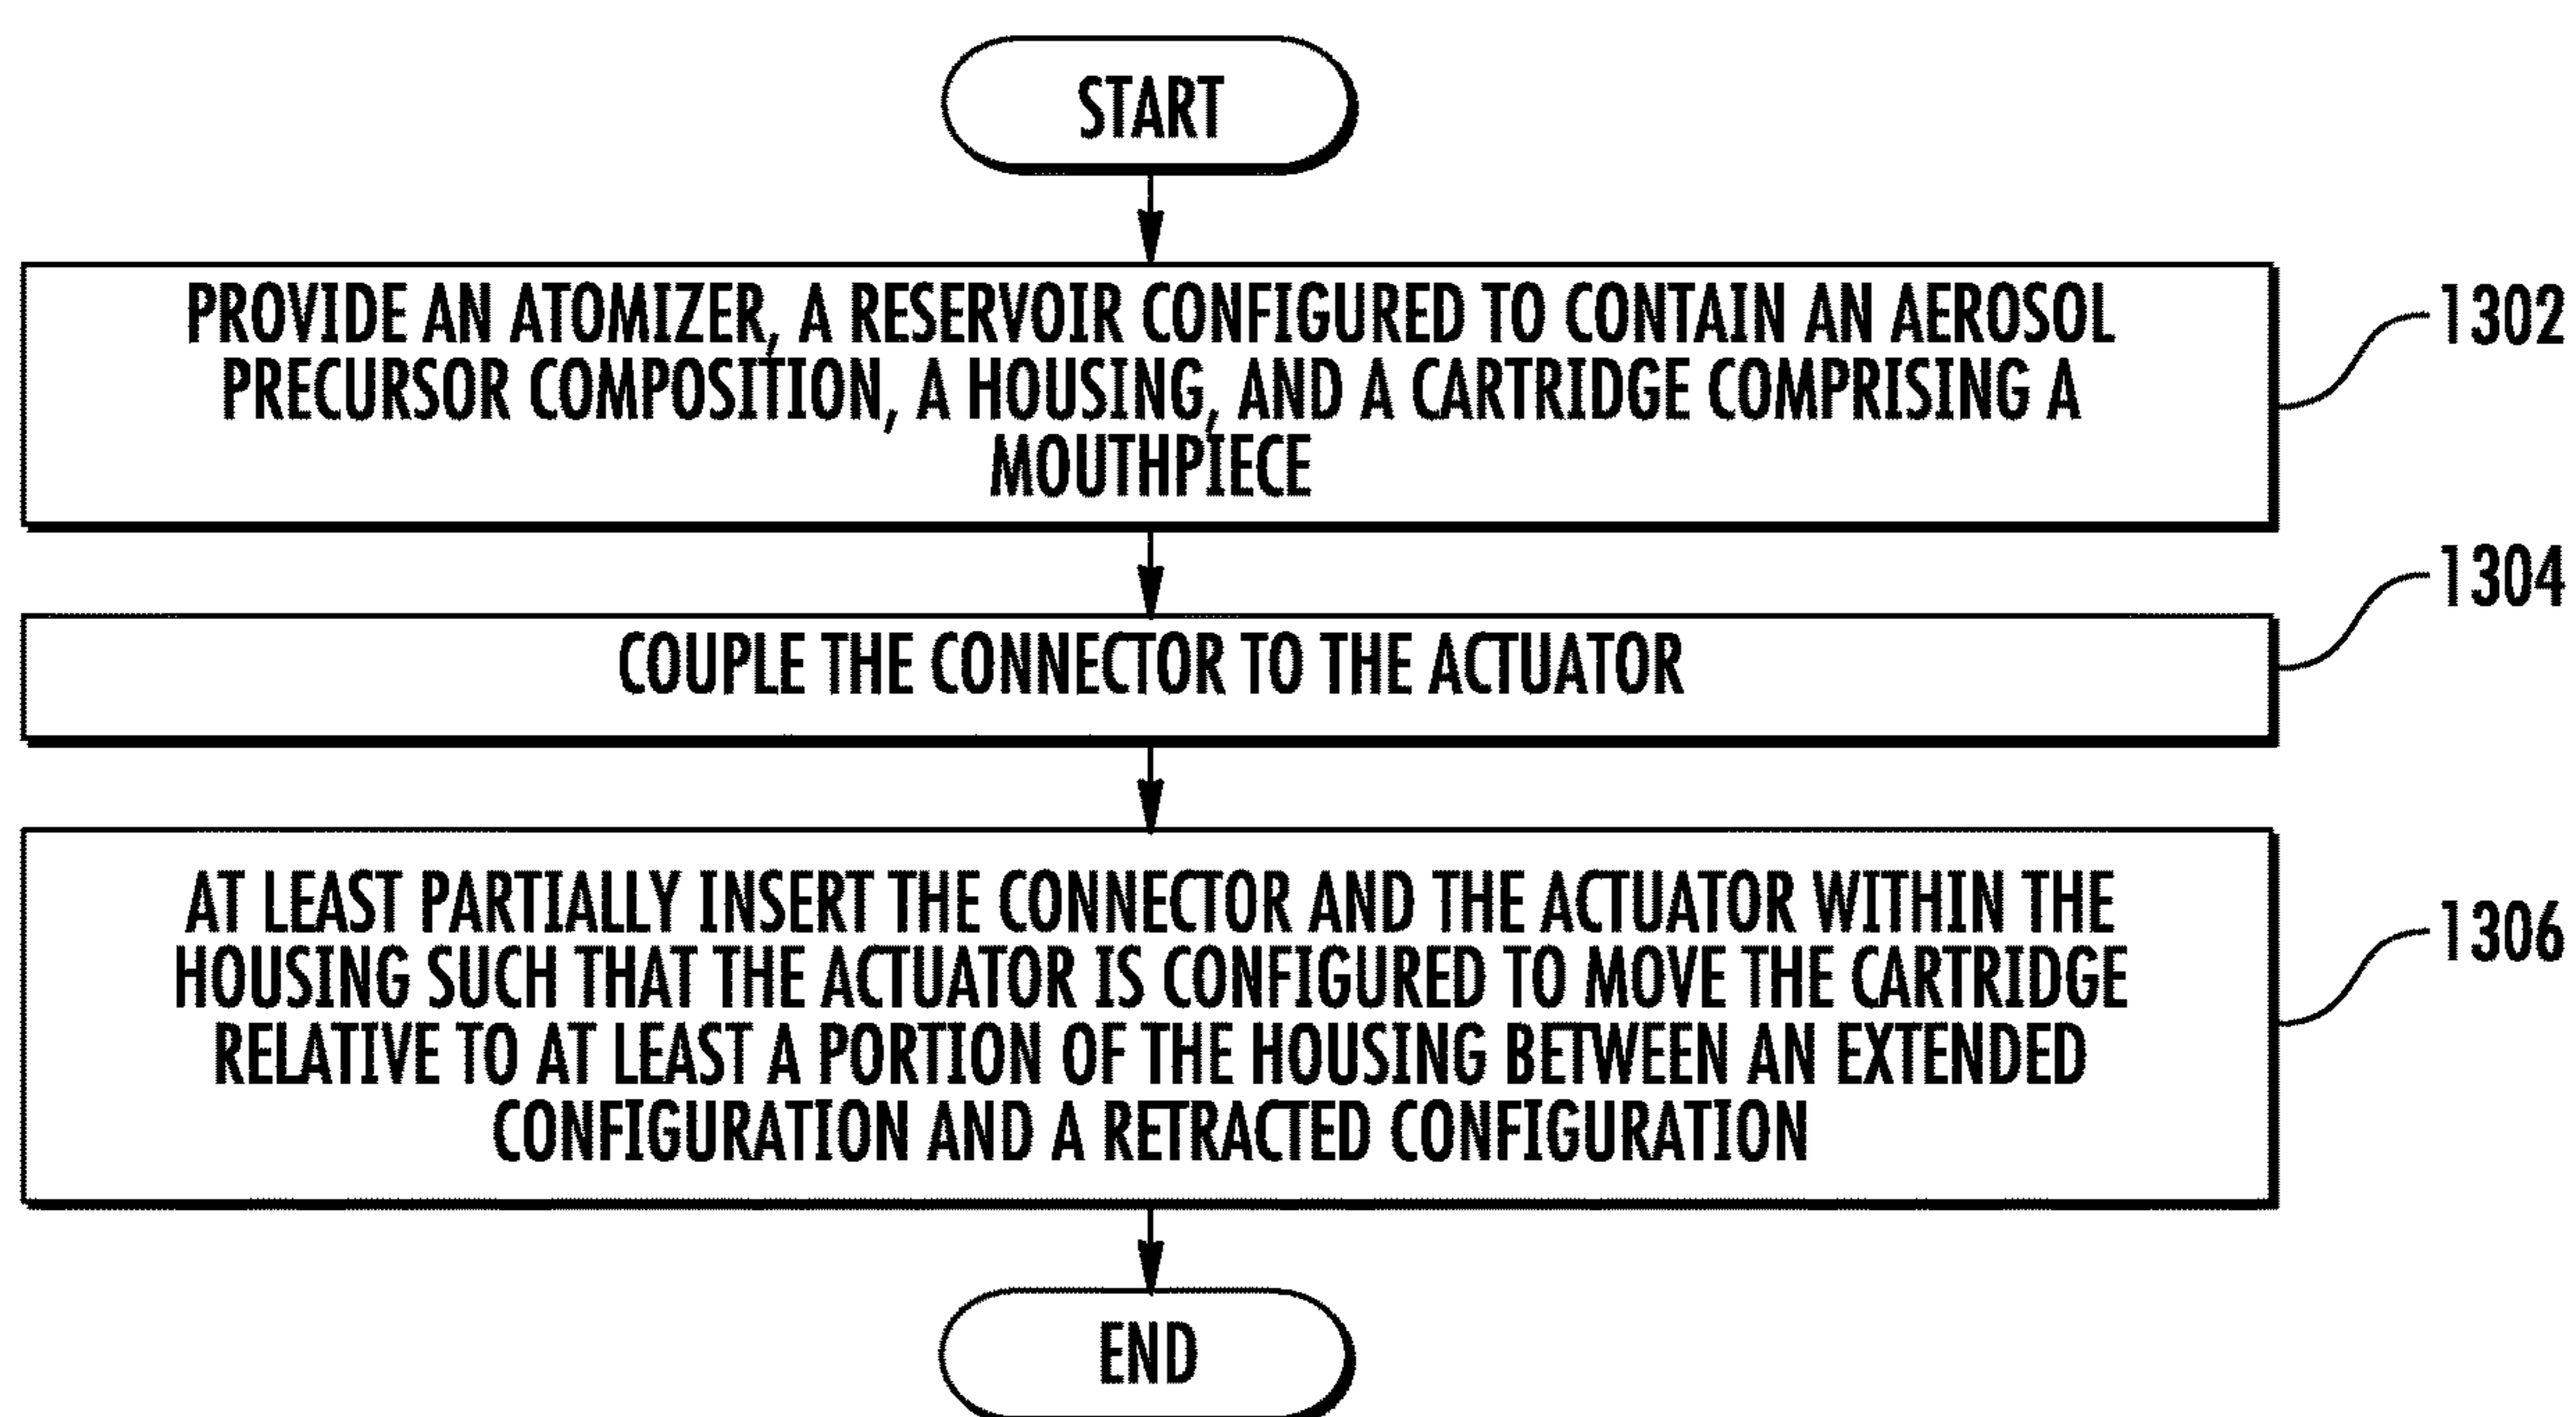 START
PROVIDE AN ATOMIZER, A RESERVOIR CONFIGURED TO CONTAIN AN AEROSOL
PRECURSOR COMPOSITION, A HOUSING, AND A CARTRIDGE COMPRISING A
MOUTHPIECE
1302
COUPLE THE CONNECTOR TO THE ACTUATOR
1304
AT LEAST PARTIALLY INSERT THE CONNECTOR AND THE ACTUATOR WITHIN THE
HOUSING SUCH THAT THE ACTUATOR IS CONFIGURED TO MOVE THE CARTRIDGE
RELATIVE TO AT LEAST A PORTION OF THE HOUSING BETWEEN AN EXTENDED
CONFIGURATION AND A RETRACTED CONFIGURATION
1306
END